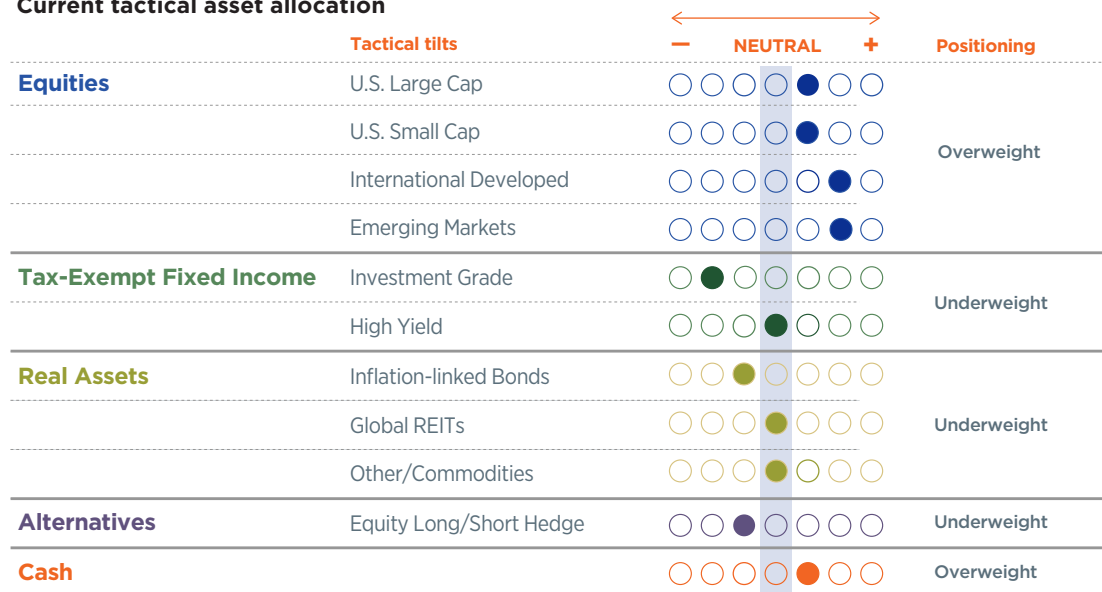 Current tactical asset allocation
Tactical tilts − NEUTRAL + Positioning
Equities U.S. Large Cap
U.S. Small Cap
Overweight
International Developed
Emerging Markets
Tax-Exempt Fixed Income Investment Grade
Underweight
High Yield
Real Assets Inflation-linked Bonds
Global REITs Underweight
Other/Commodities
Alternatives Equity Long/Short Hedge Underweight
Cash Overweight